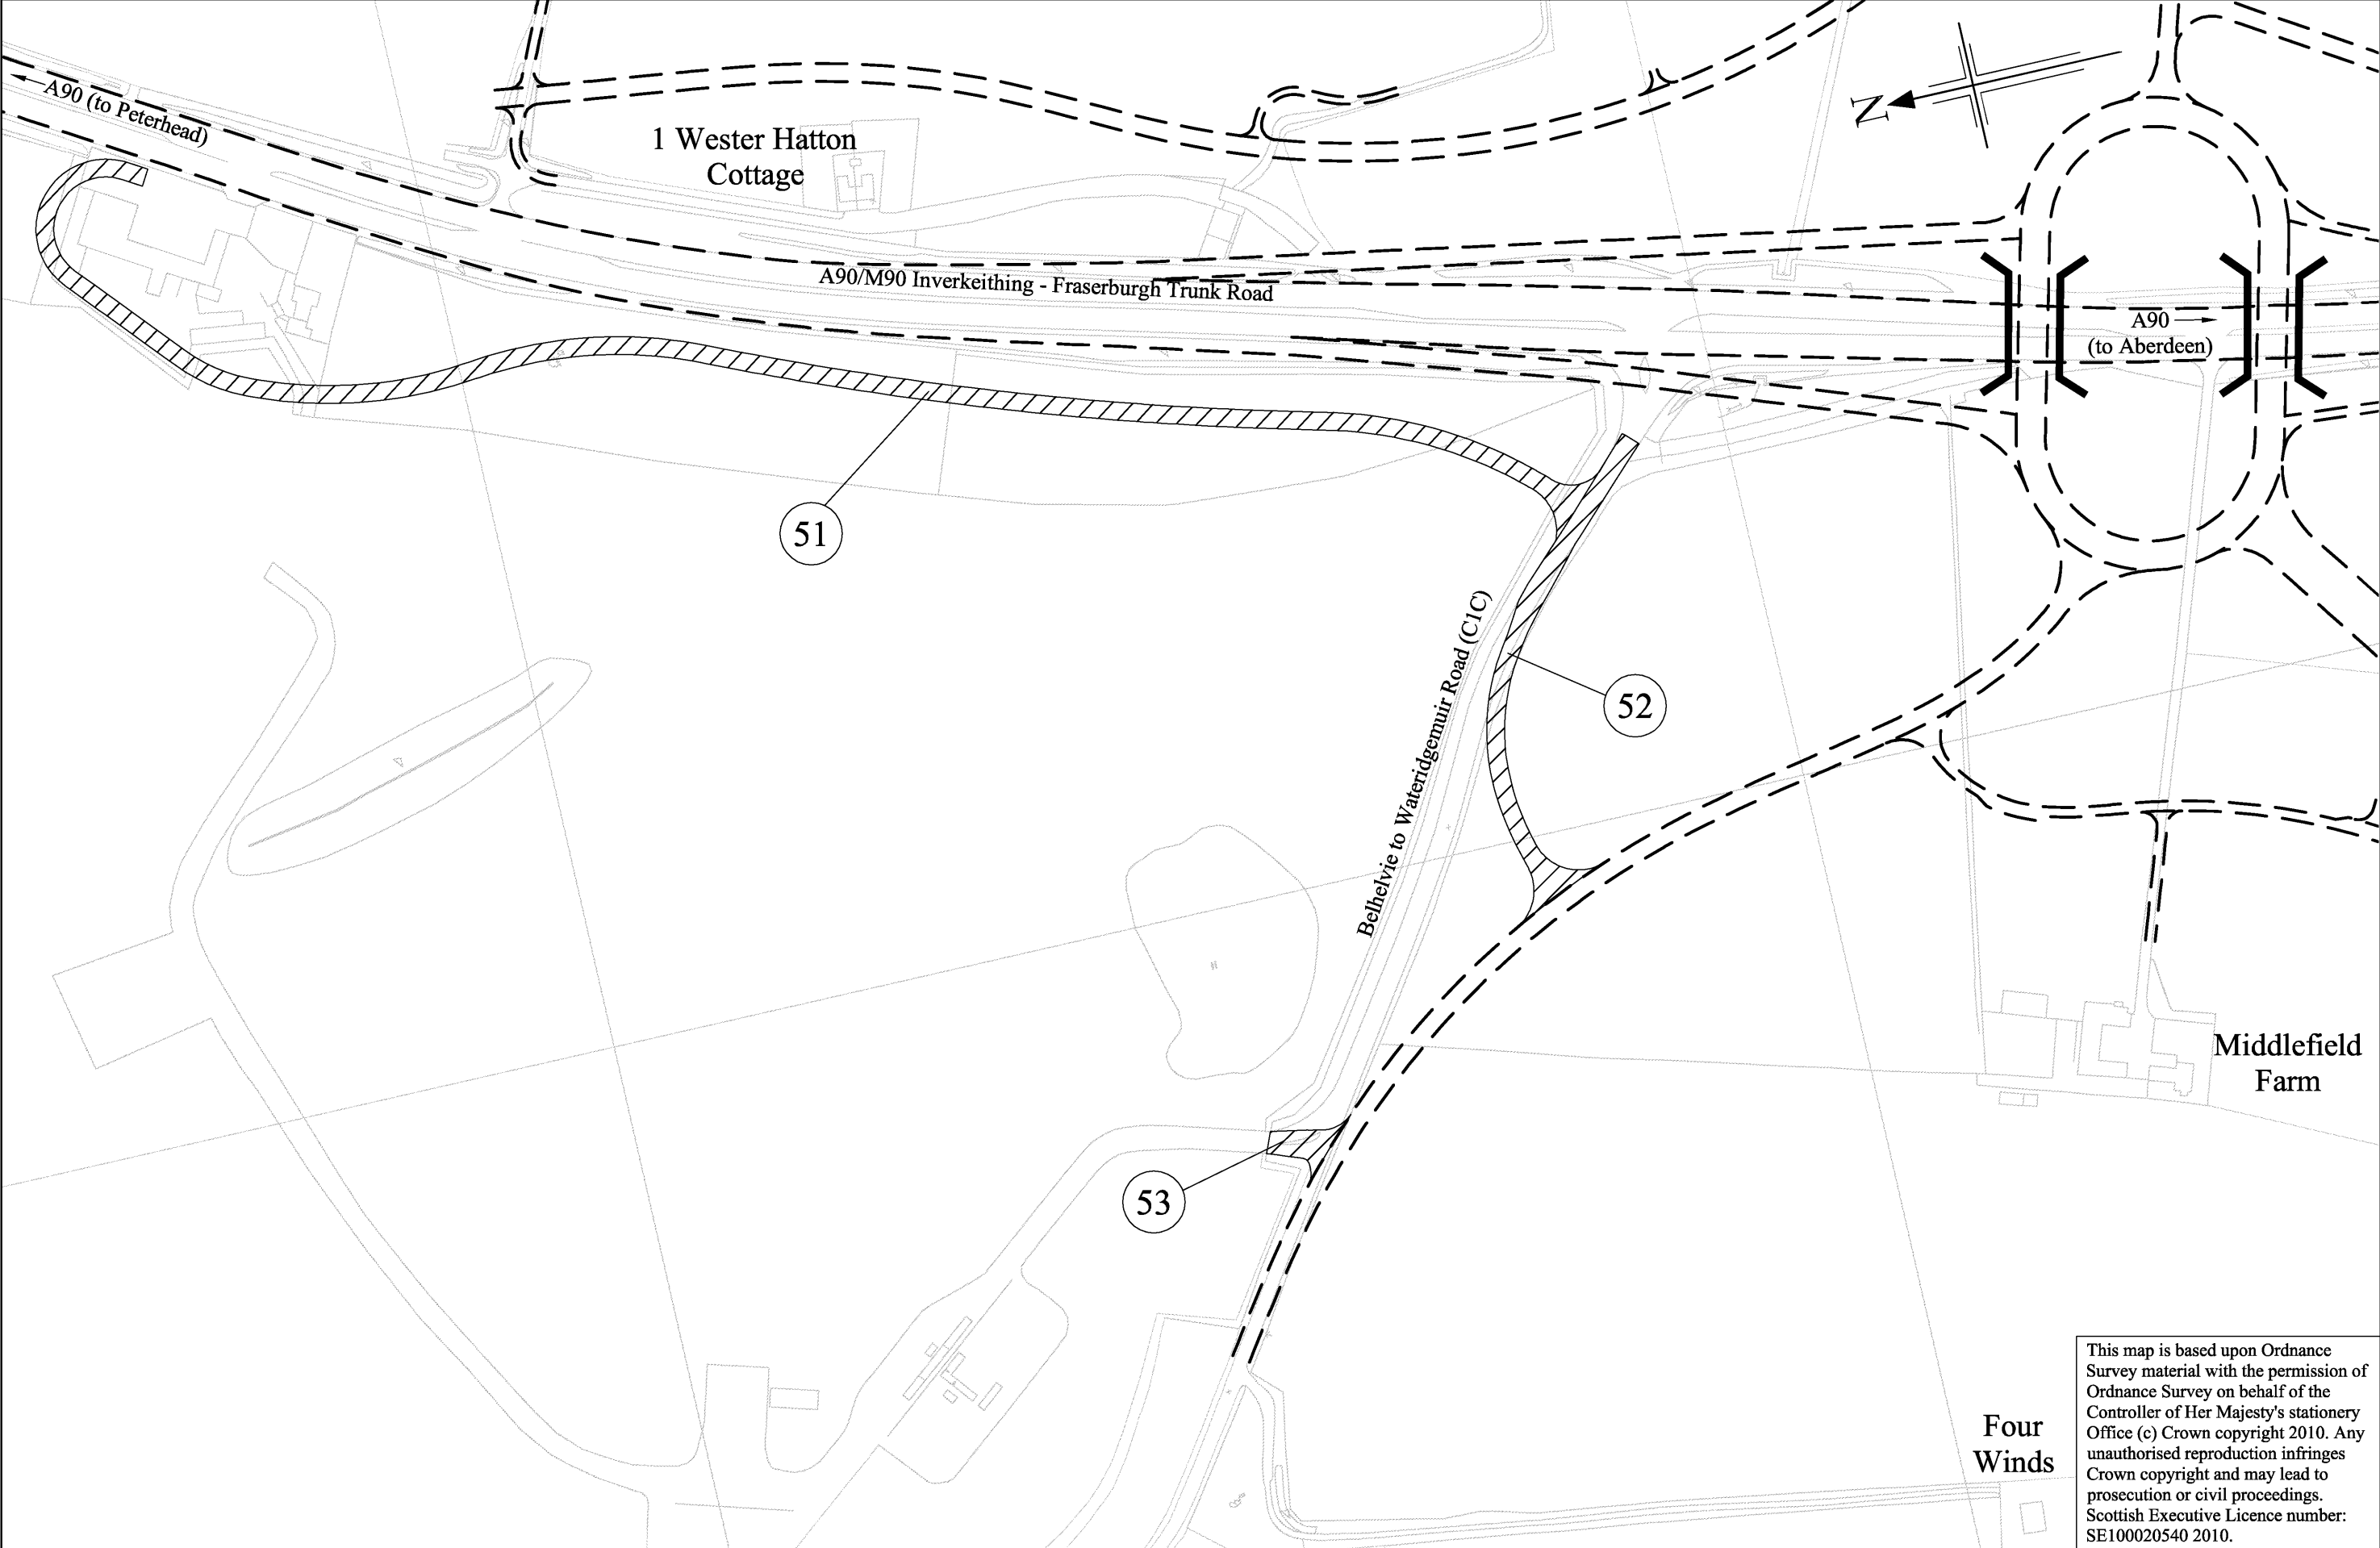 A90 (to Peterhead)
1 Wester Hatton
Cottage
N
A90/M90 Inverkeithing - Fraserburgh Trunk Road
A90
(to Aberdeen)
51
Belhelvie to Wateridgemuir Road (C1C)
52
53
Middlefield
Farm
Four
Winds
This map is based upon Ordnance
Survey material with the permission of
Ordnance Survey on behalf of the
Controller of Her Majesty's stationery
Office (c) Crown copyright 2010. Any
unauthorised reproduction infringes
Crown copyright and may lead to
prosecution or civil proceedings.
Scottish Executive Licence number:
SE100020540 2010.